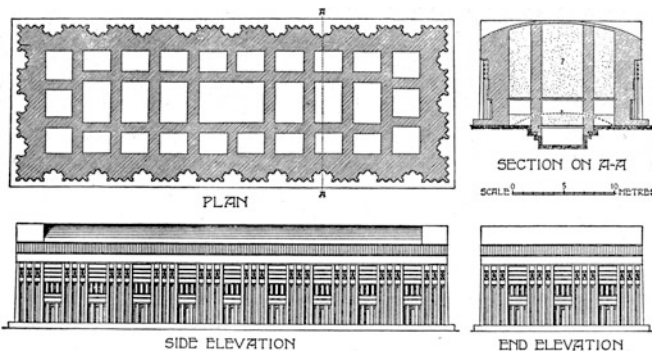 A
A
PLAN
?
SECTION ON A-A
SCALE 0 5 10 METRES
SIDE ELEVATION
END ELEVATION